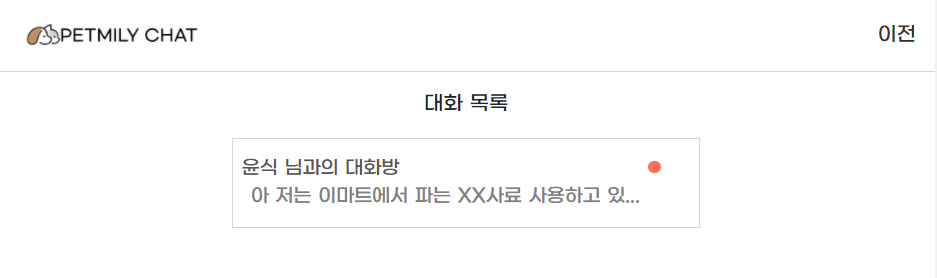 PETMILY CHAT
이전
대화 목록
윤식 님과의 대화방
아 저는 이마트에서 파는 XX사료 사용하고 있...